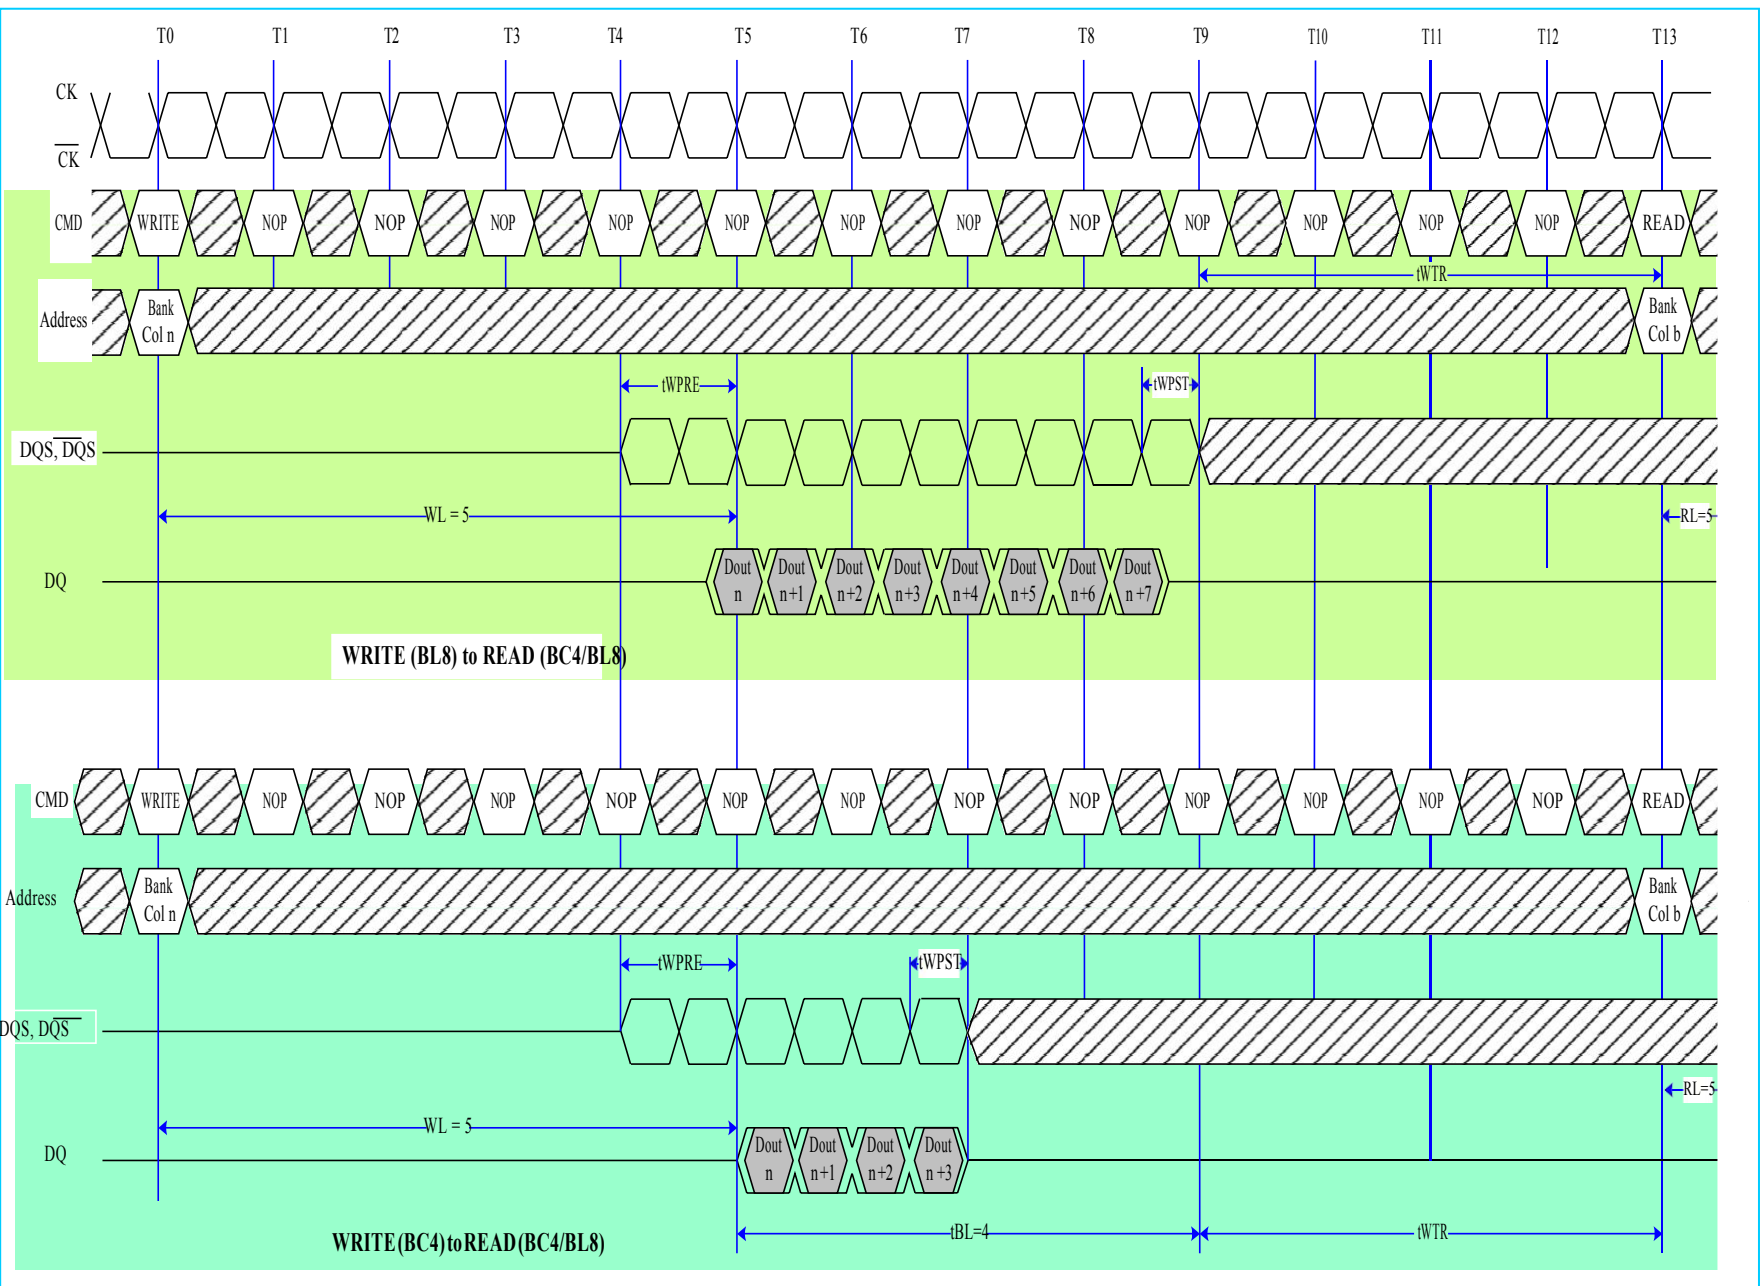 T0 T1 T2 T3 T4 T5 T6 T7 T8 T9 T10 T11 T12 T13
CK
CK
CMD WRITE NOP NOP NOP NOP NOP NOP NOP NOP NOP NOP NOP NOP READ
tWTR
Address Bank Col n Bank Col b
tWPRE tWPST
DQS, DQS
WL = 5 RL=5
DQ Dout n Dout n+1 Dout n+2 Dout n+3 Dout n+4 Dout n+5 Dout n+6 Dout n+7
WRITE (BL8) to READ (BC4/BL8)
CMD WRITE NOP NOP NOP NOP NOP NOP NOP NOP NOP NOP NOP NOP READ
Address Bank Col n Bank Col b
tWPRE tWPST
DQS, DQS
RL=5
WL = 5
DQ Dout n Dout n+1 Dout n+2 Dout n+3
tBL=4 tWTR
WRITE (BC4) to READ (BC4/BL8)